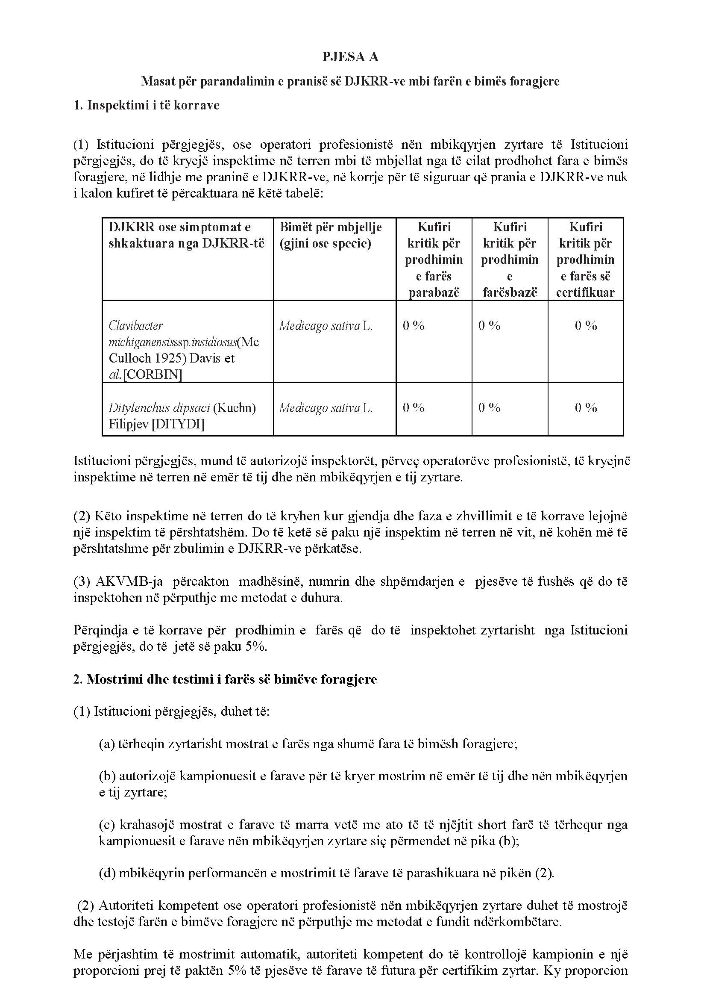 PJESA A
Masat për parandalimin e pranisë së DJKRR-ve mbi farën e bimës foragjere
1. Inspektimi i të korrave
(1) Istitucioni përgjegjës, ose operatori profesionistë nën mbikqyrjen zyrtare të Istitucioni
përgjegjës, do të kryejë inspektime në terren mbi të mbjellat nga të cilat prodhohet fara e bimës
foragjere, në lidhje me praninë e DJKRR-ve, në korrje për të siguruar që prania e DJKRR-ve nuk
i kalon kufiret të përcaktuara në këtë tabelë:
DJKRR ose simptomat e
shkaktuara nga DJKRR-të
Bimët për mbjellje
(gjini ose specie)
Kufiri
kritik për
prodhimin
e farës
parabazë
Kufiri
kritik për
prodhimin
e
farësbazë
Kufiri
kritik për
prodhimin
e farës së
certifikuar
Clavibacter
michiganensisssp.insidiosus(Mc
Culloch 1925) Davis et
al.[CORBIN]
Medicago sativa L.
0 %
0 %
0 %
Ditylenchus dipsaci (Kuehn)
Filipjev [DITYDI]
Medicago sativa L.
0 %
0 %
0 %
Istitucioni përgjegjës, mund të autorizojë inspektorët, përveç operatorëve profesionistë, të kryejnë
inspektime në terren në emër të tij dhe nën mbikëqyrjen e tij zyrtare.
(2) Këto inspektime në terren do të kryhen kur gjendja dhe faza e zhvillimit e të korrave lejojnë
një inspektim të përshtatshëm. Do të ketë së paku një inspektim në terren në vit, në kohën më të
përshtatshme për zbulimin e DJKRR-ve përkatëse.
(3) AKVMB-ja përcakton madhësinë, numrin dhe shpërndarjen e pjesëve të fushës që do të
inspektohen në përputhje me metodat e duhura.
Përqindja e të korrave për prodhimin e farës që do të inspektohet zyrtarisht nga Istitucioni
përgjegjës, do të jetë së paku 5%.
2. Mostrimi dhe testimi i farës së bimëve foragjere
(1) Istitucioni përgjegjës, duhet të:
(a) tërheqin zyrtarisht mostrat e farës nga shumë fara të bimësh foragjere;
(b) autorizojë kampionuesit e farave për të kryer mostrim në emër të tij dhe nën mbikëqyrjen
e tij zyrtare;
(c) krahasojë mostrat e farave të marra vetë me ato të të njëjtit short farë të tërhequr nga
kampionuesit e farave nën mbikëqyrjen zyrtare siç përmendet në pika (b);
(d) mbikëqyrin performancën e mostrimit të farave të parashikuara në pikën (2).
(2) Autoriteti kompetent ose operatori profesionistë nën mbikëqyrjen zyrtare duhet të mostrojë
dhe testojë farën e bimëve foragjere në përputhje me metodat e fundit ndërkombëtare.
Me përjashtim të mostrimit automatik, autoriteti kompetent do të kontrollojë kampionin e një
proporcioni prej të paktën 5% të pjesëve të farave të futura për certifikim zyrtar. Ky proporcion